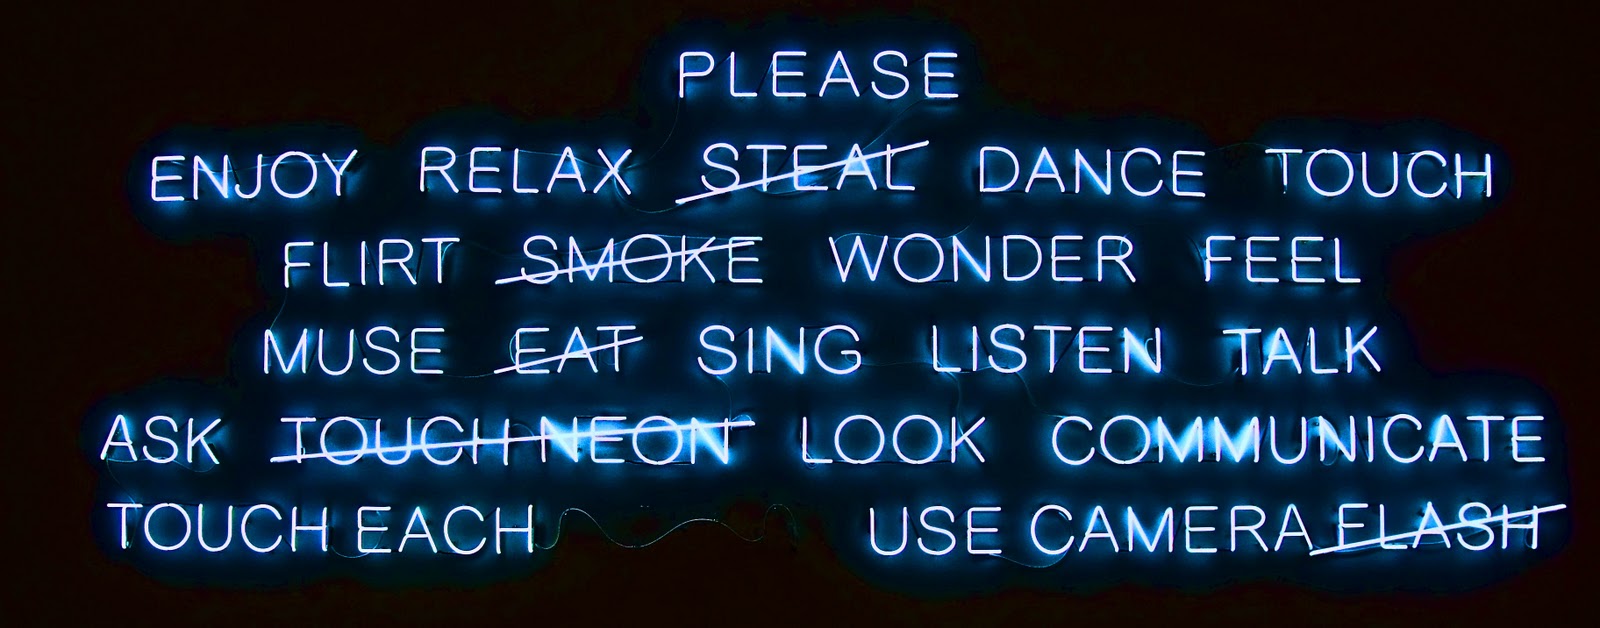 PLEASE
ENJOY RELAX STEAL DANCE TOUCH
FLIRT SMOKE WONDER FEEL
MUSE EAT SING LISTEN TALK
ASK TOUCH NEON LOOK COMMUNICATE
TOUCH EACH USE CAMERA FLASH